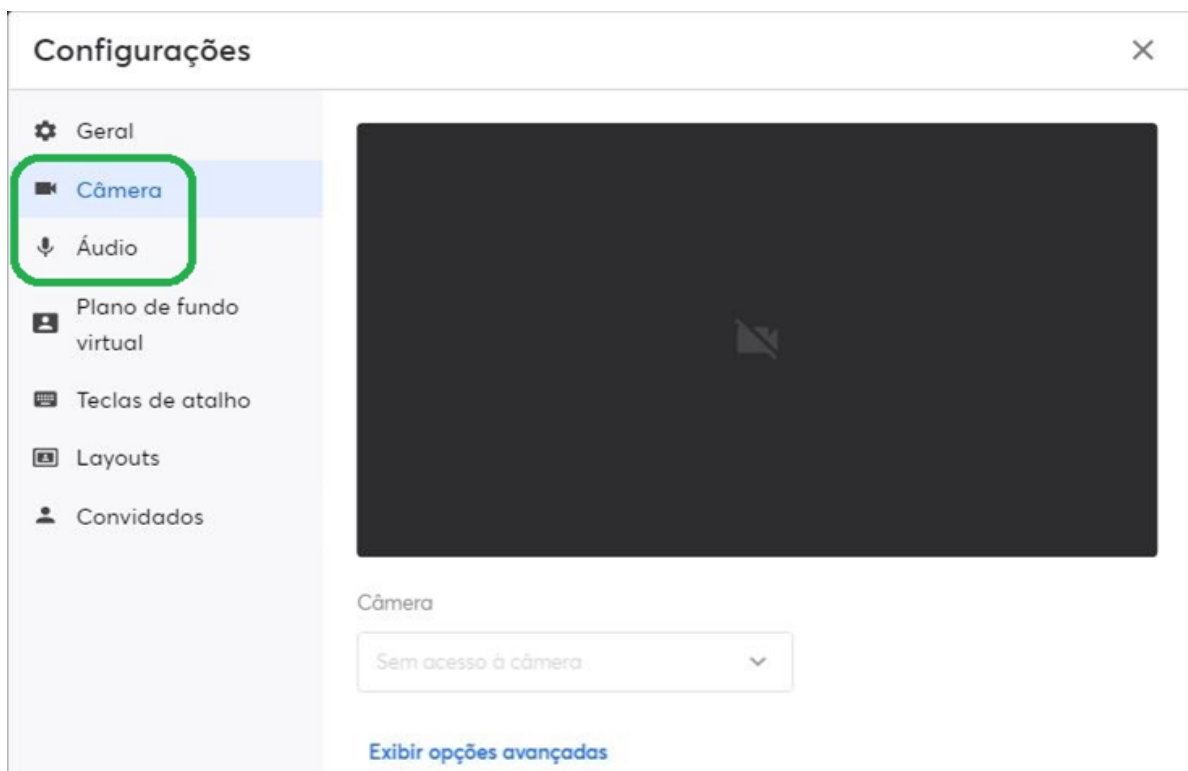 Configurações
Geral
Câmera
Áudio
Plano de fundo
virtual
Teclas de atalho
Layouts
Convidados
Câmera
Sem acesso à câmera
Exibir opções avançadas